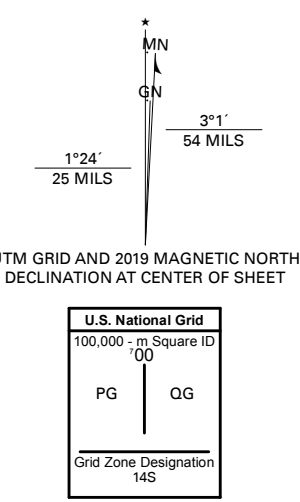 ★
MN
GN
3°1´
54 MILS
1°24´
25 MILS
UTM GRID AND 2019 MAGNETIC NORTH
DECLINATION AT CENTER OF SHEET
U.S. National Grid
100,000 - m Square ID
⁷00
PG QG
Grid Zone Designation
14S